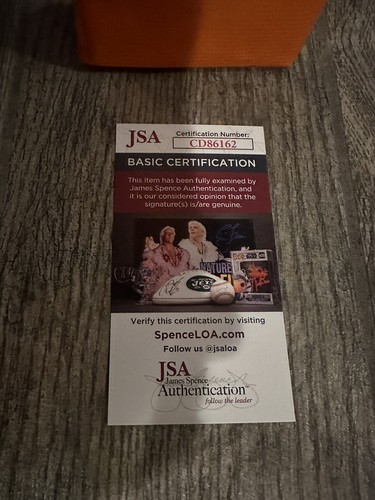 JSA
Certification Number:
CD86162
BASIC CERTIFICATION
This item has been fully examined by
James Spence Authentication, and
it is our considered opinion that the
signature(s) is/are genuine.
NATURE
JETS
Verify this certification by visiting
SpenceLOA.com
Follow us @jsaloa
JSA
James Spence
Authentication
follow the leader